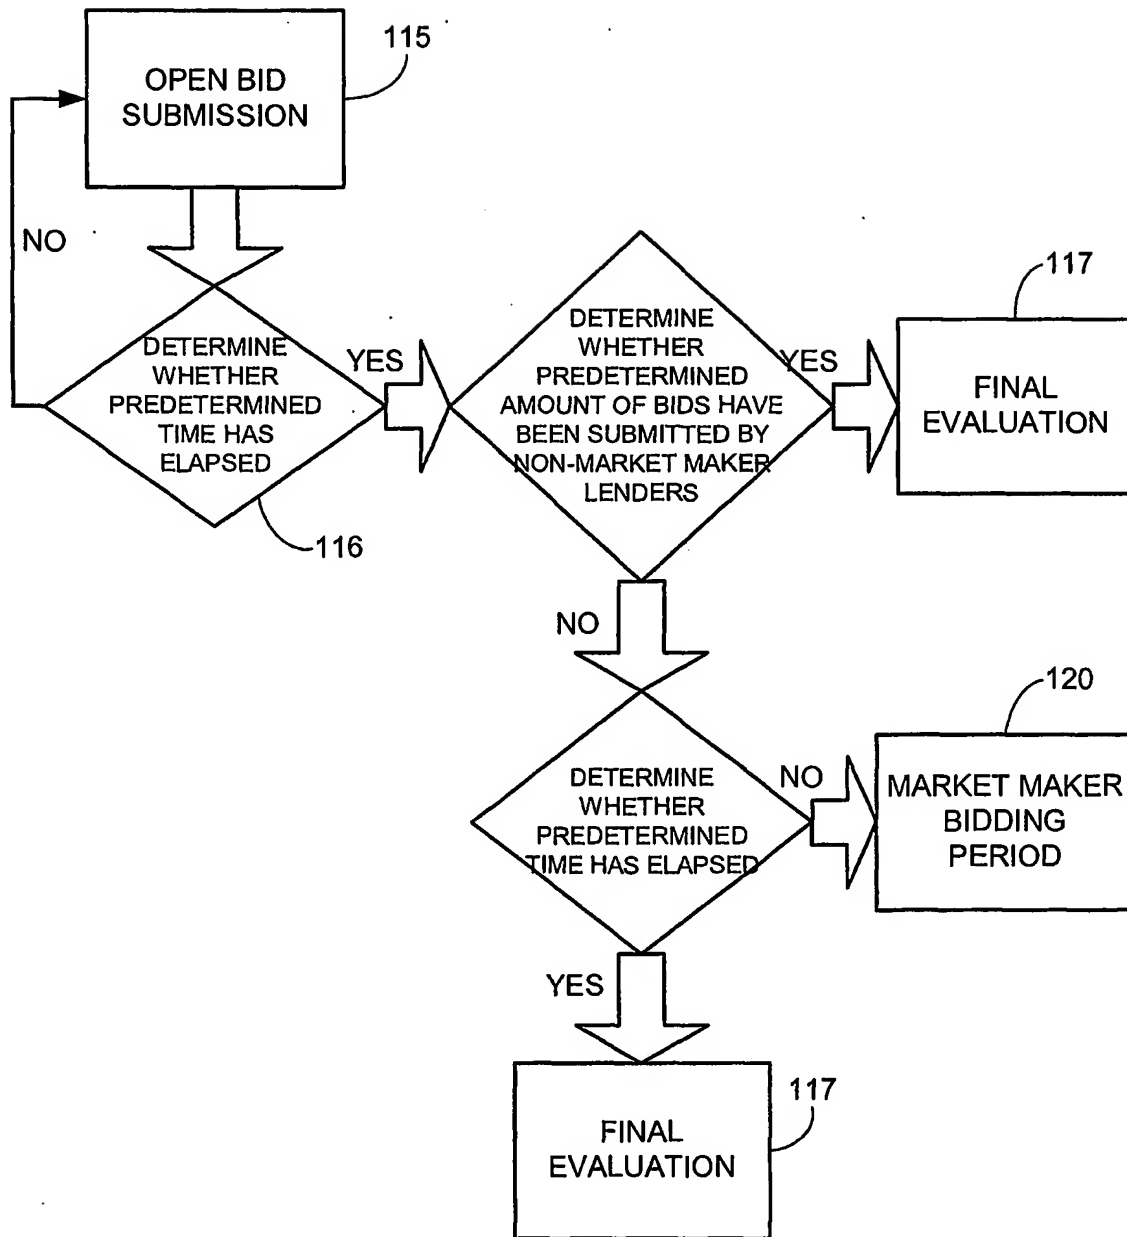 115
OPEN BID
SUBMISSION
NO
DETERMINE
WHETHER
PREDETERMINED
TIME HAS
ELAPSED
116
YES
DETERMINE
WHETHER
PREDETERMINED
AMOUNT OF BIDS HAVE
BEEN SUBMITTED BY
NON-MARKET MAKER
LENDERS
YES
117
FINAL
EVALUATION
NO
DETERMINE
WHETHER
PREDETERMINED
TIME HAS ELAPSED
NO
120
MARKET MAKER
BIDDING
PERIOD
YES
117
FINAL
EVALUATION